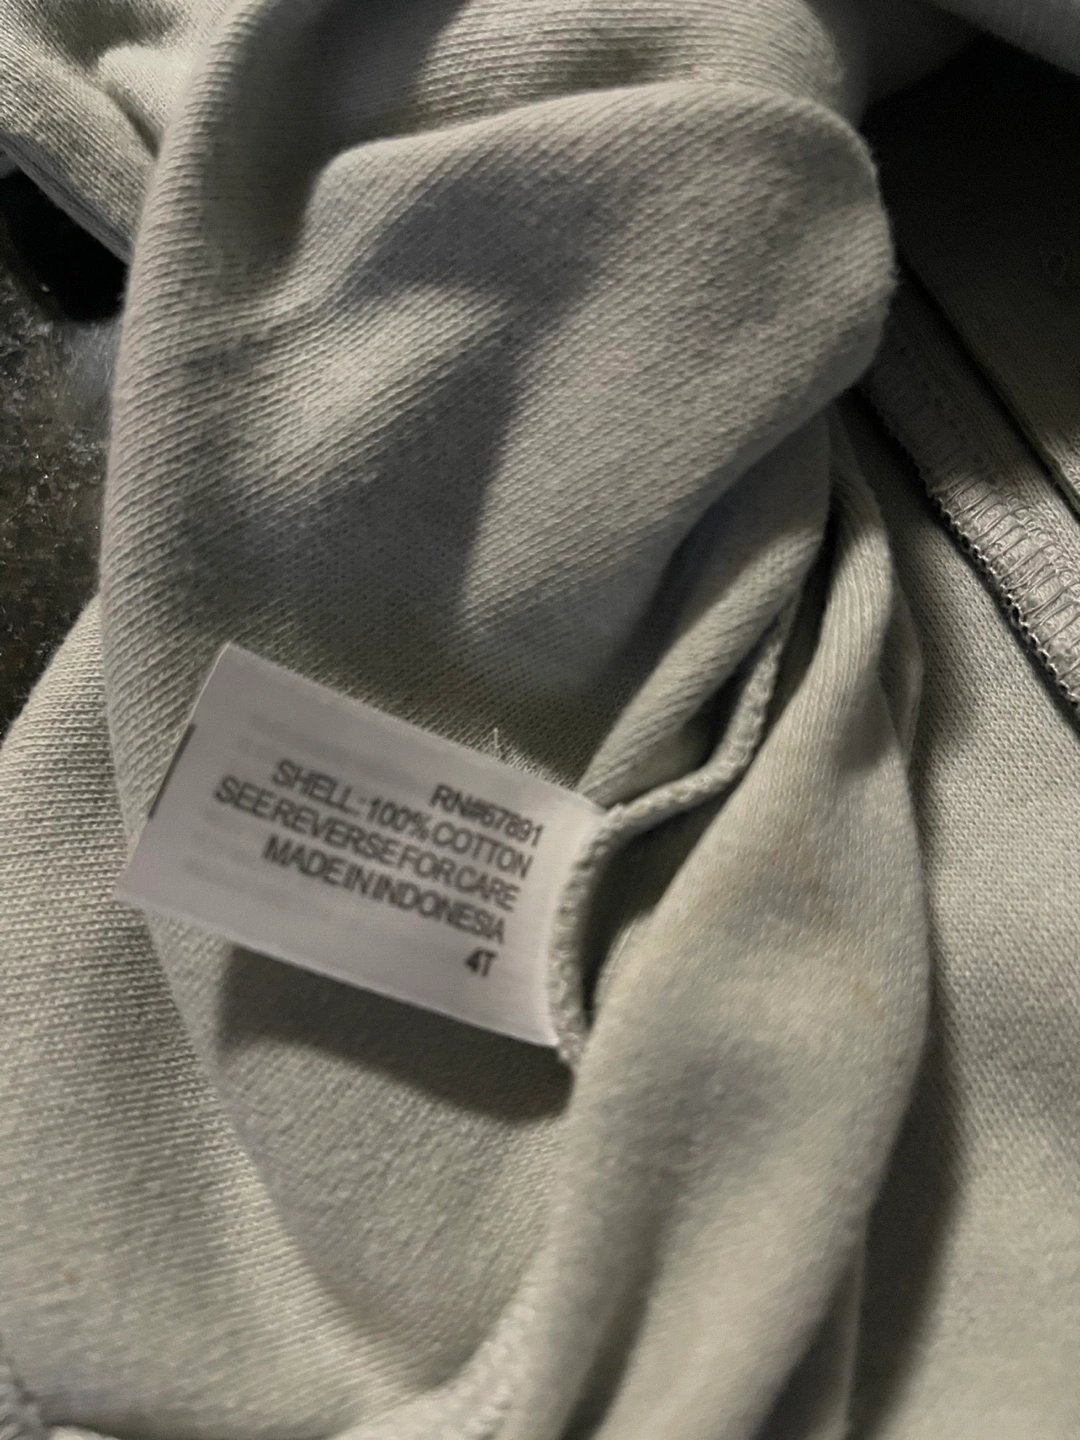 RN#67891
SHELL:100% COTTON
SEE REVERSE FOR CARE
MADE IN INDONESIA
4T